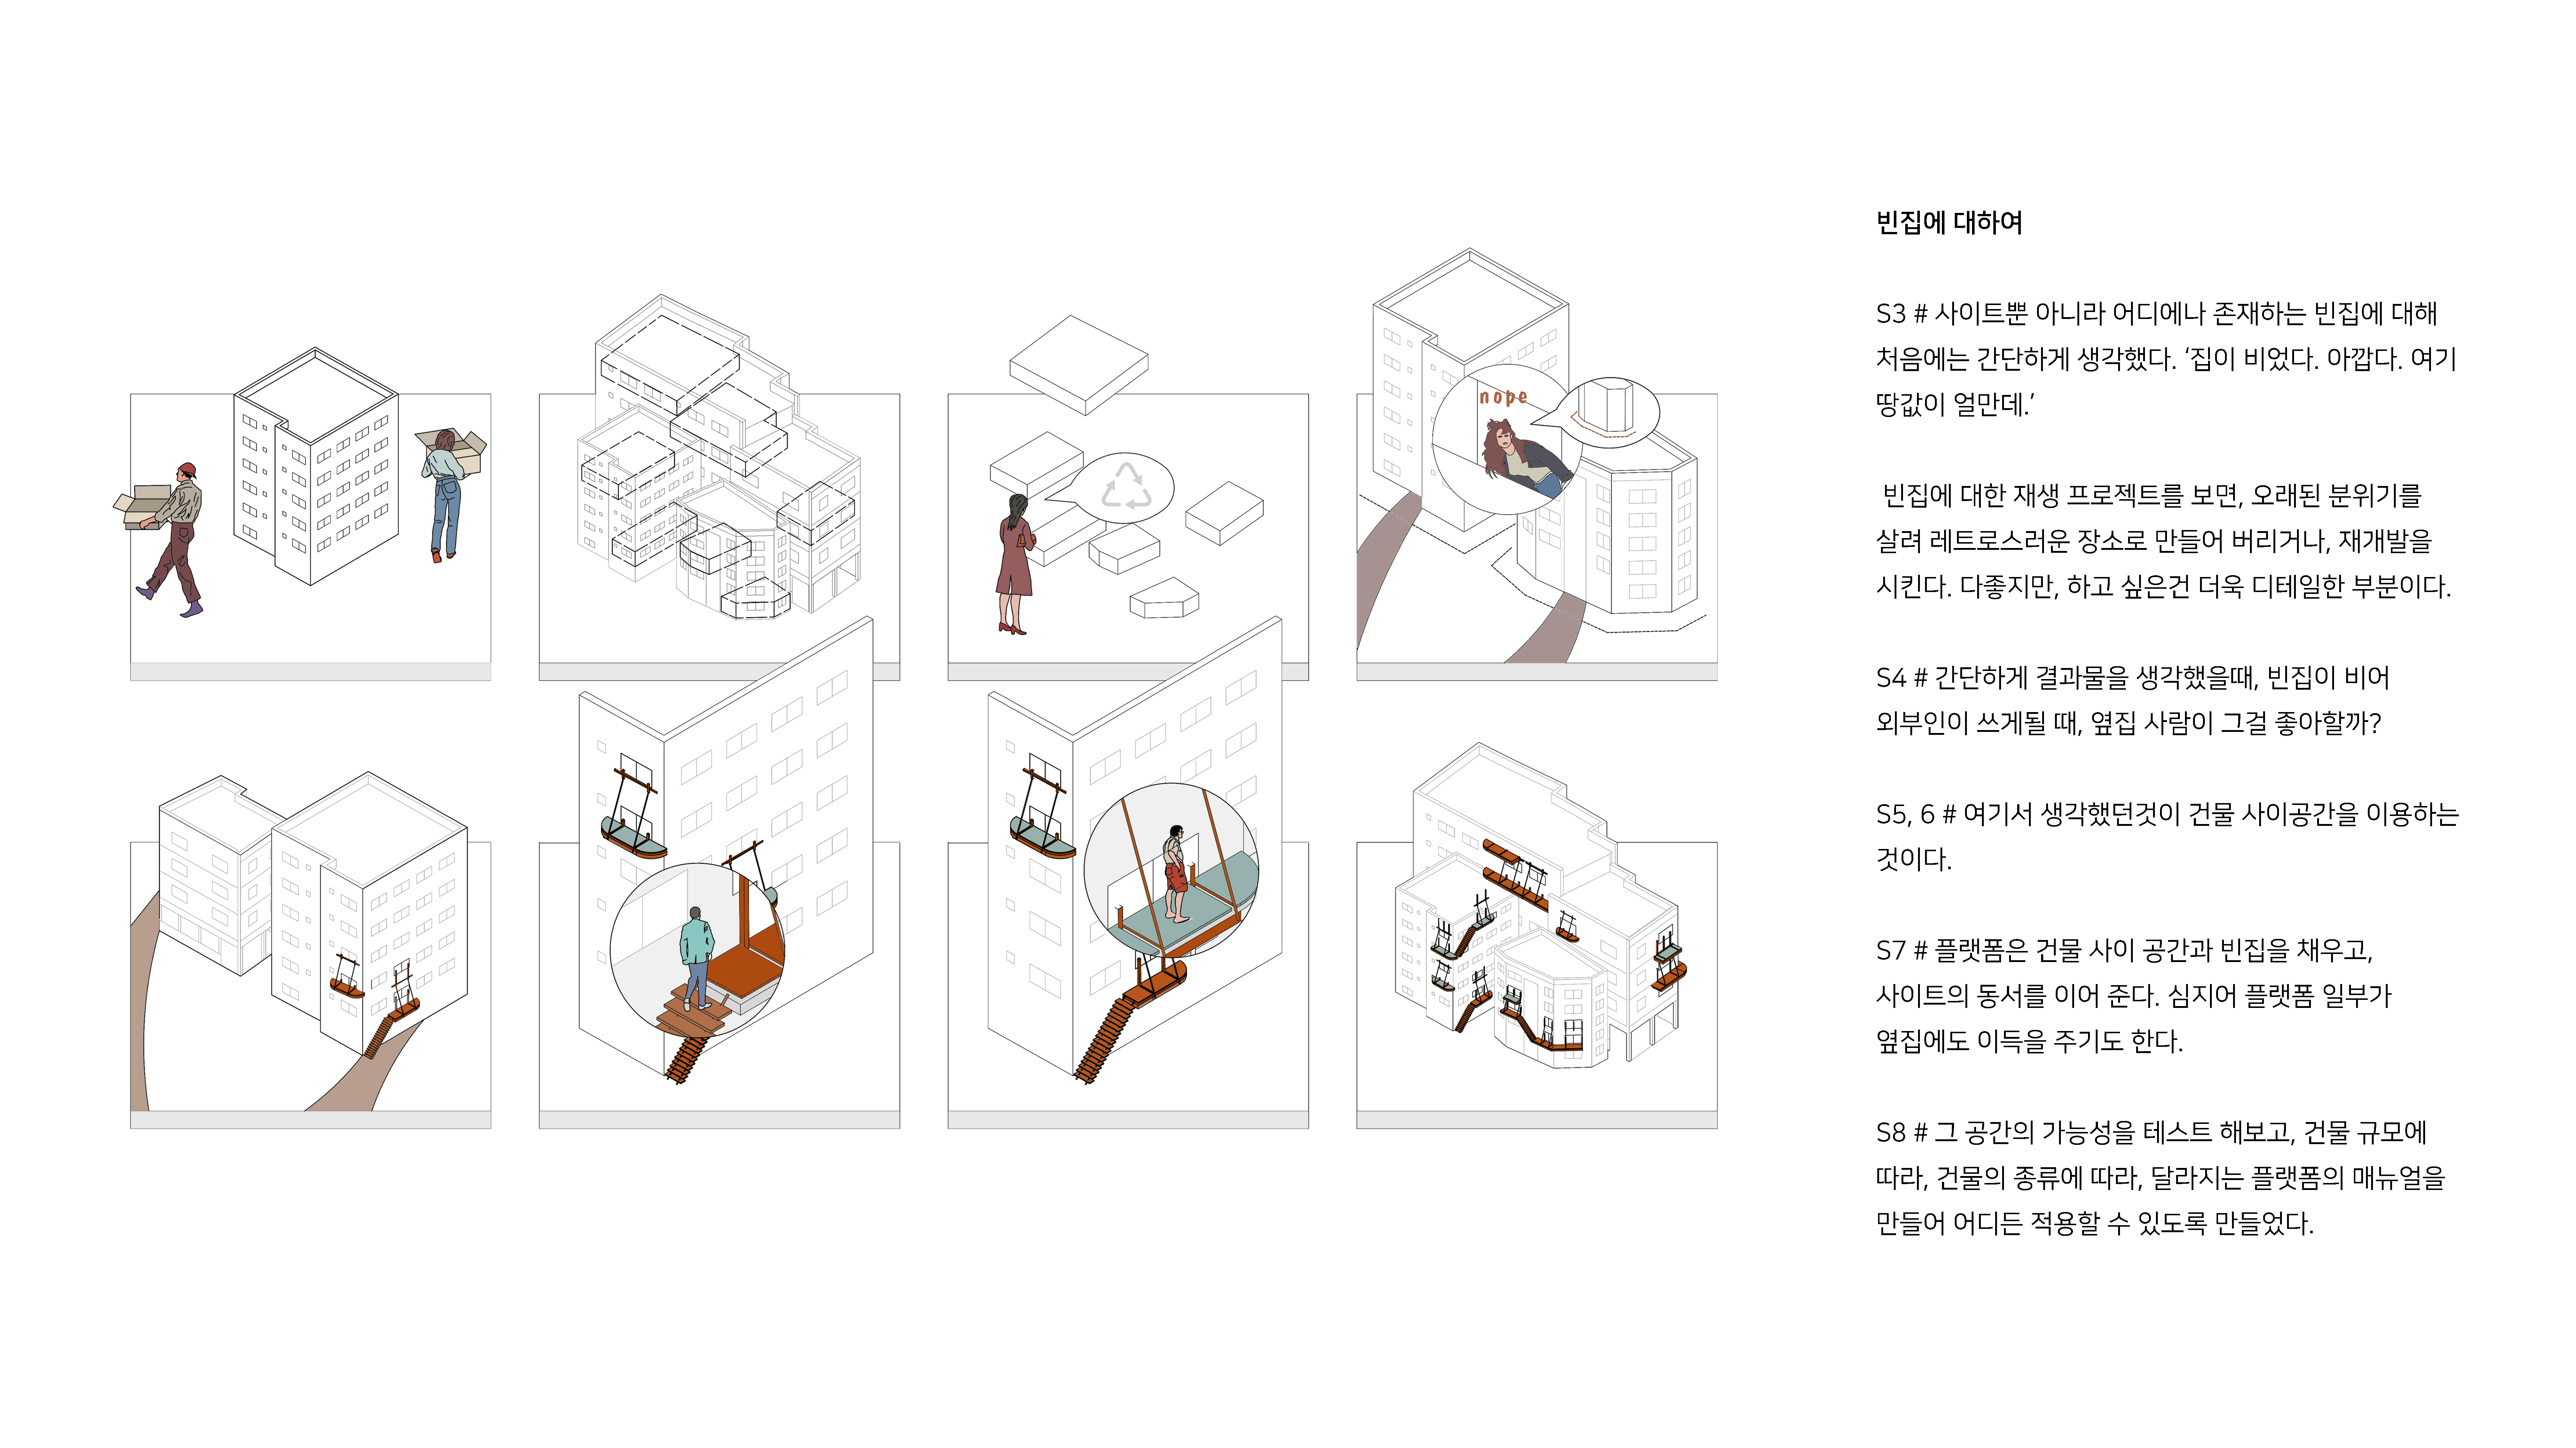 nope
빈집에 대하여
S3 # 사이트뿐 아니라 어디에나 존재하는 빈집에 대해
처음에는 간단하게 생각했다. ‘집이 비었다. 아깝다. 여기
땅값이 얼만데.’
빈집에 대한 재생 프로젝트를 보면, 오래된 분위기를
살려 레트로스러운 장소로 만들어 버리거나, 재개발을
시킨다. 다좋지만, 하고 싶은건 더욱 디테일한 부분이다.
S4 # 간단하게 결과물을 생각했을때, 빈집이 비어
외부인이 쓰게될 때, 옆집 사람이 그걸 좋아할까?
S5, 6 # 여기서 생각했던것이 건물 사이공간을 이용하는
것이다.
S7 # 플랫폼은 건물 사이 공간과 빈집을 채우고,
사이트의 동서를 이어 준다. 심지어 플랫폼 일부가
옆집에도 이득을 주기도 한다.
S8 # 그 공간의 가능성을 테스트 해보고, 건물 규모에
따라, 건물의 종류에 따라, 달라지는 플랫폼의 매뉴얼을
만들어 어디든 적용할 수 있도록 만들었다.